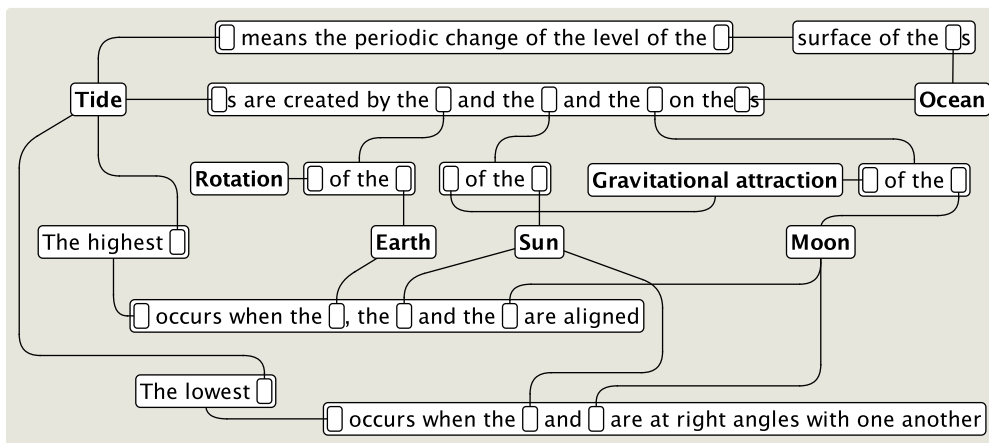 means the periodic change of the level of the
surface of the s
Tide
s are created by the and the and the on the s
Ocean
Rotation
of the
of the
Gravitational attraction
of the
The highest
Earth
Sun
Moon
occurs when the , the and the are aligned
The lowest
occurs when the and are at right angles with one another